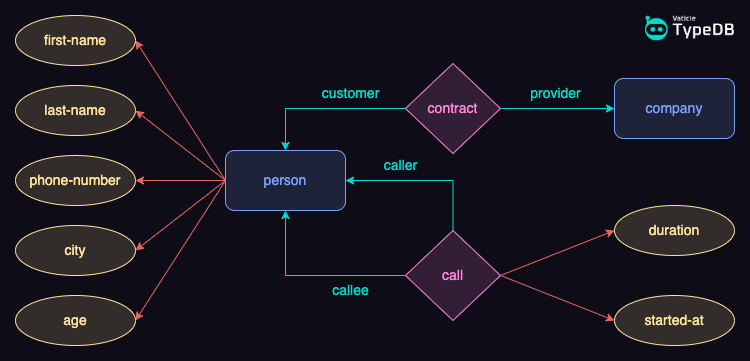 Vaticle
TypeDB
first-name
last-name
phone-number
city
age
person
customer
contract
provider
company
caller
call
callee
duration
started-at